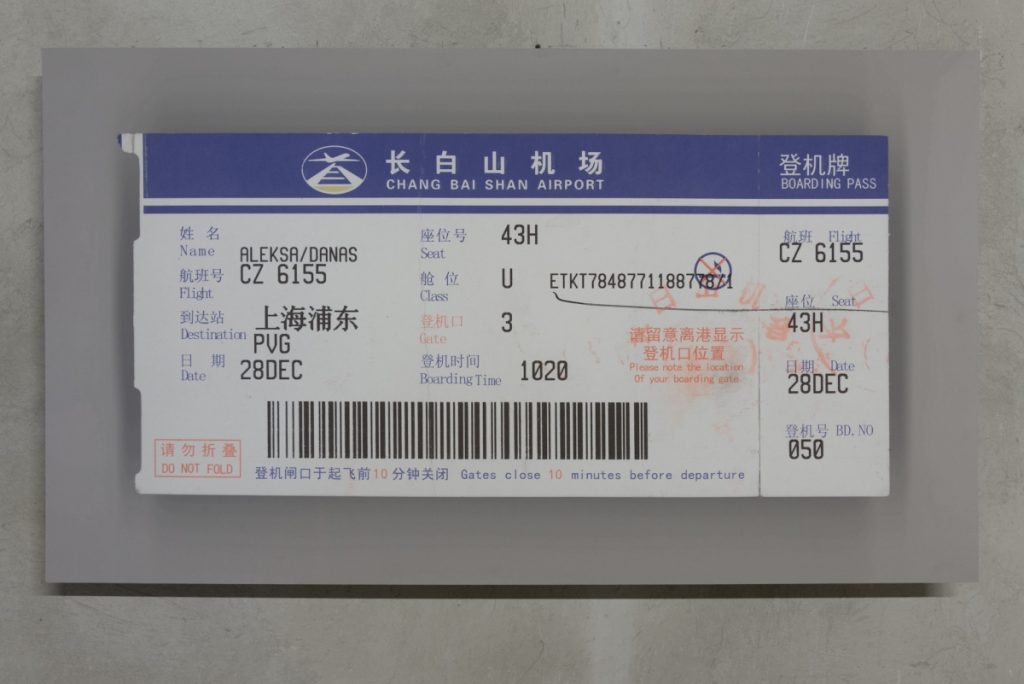 长白山机场
CHANG BAI SHAN AIRPORT
登机牌
BOARDING PASS
姓名
Name ALEKSA/DANAS
航班号 CZ 6155
Flight
到达站 上海浦东
Destination PVG
日期 28DEC
Date
座位号 43H
Seat
舱位 U
Class
登机口 3
Gate
登机时间 1020
Boarding Time
请留意离港显示
登机口位置
Please note the location
Of your boarding gate
请勿折叠
DO NOT FOLD
登机闸口于起飞前10分钟关闭 Gates close 10 minutes before departure
航班 Flight
CZ 6155
座位 Seat
43H
日期 Date
28DEC
登机号 BD.NO
050